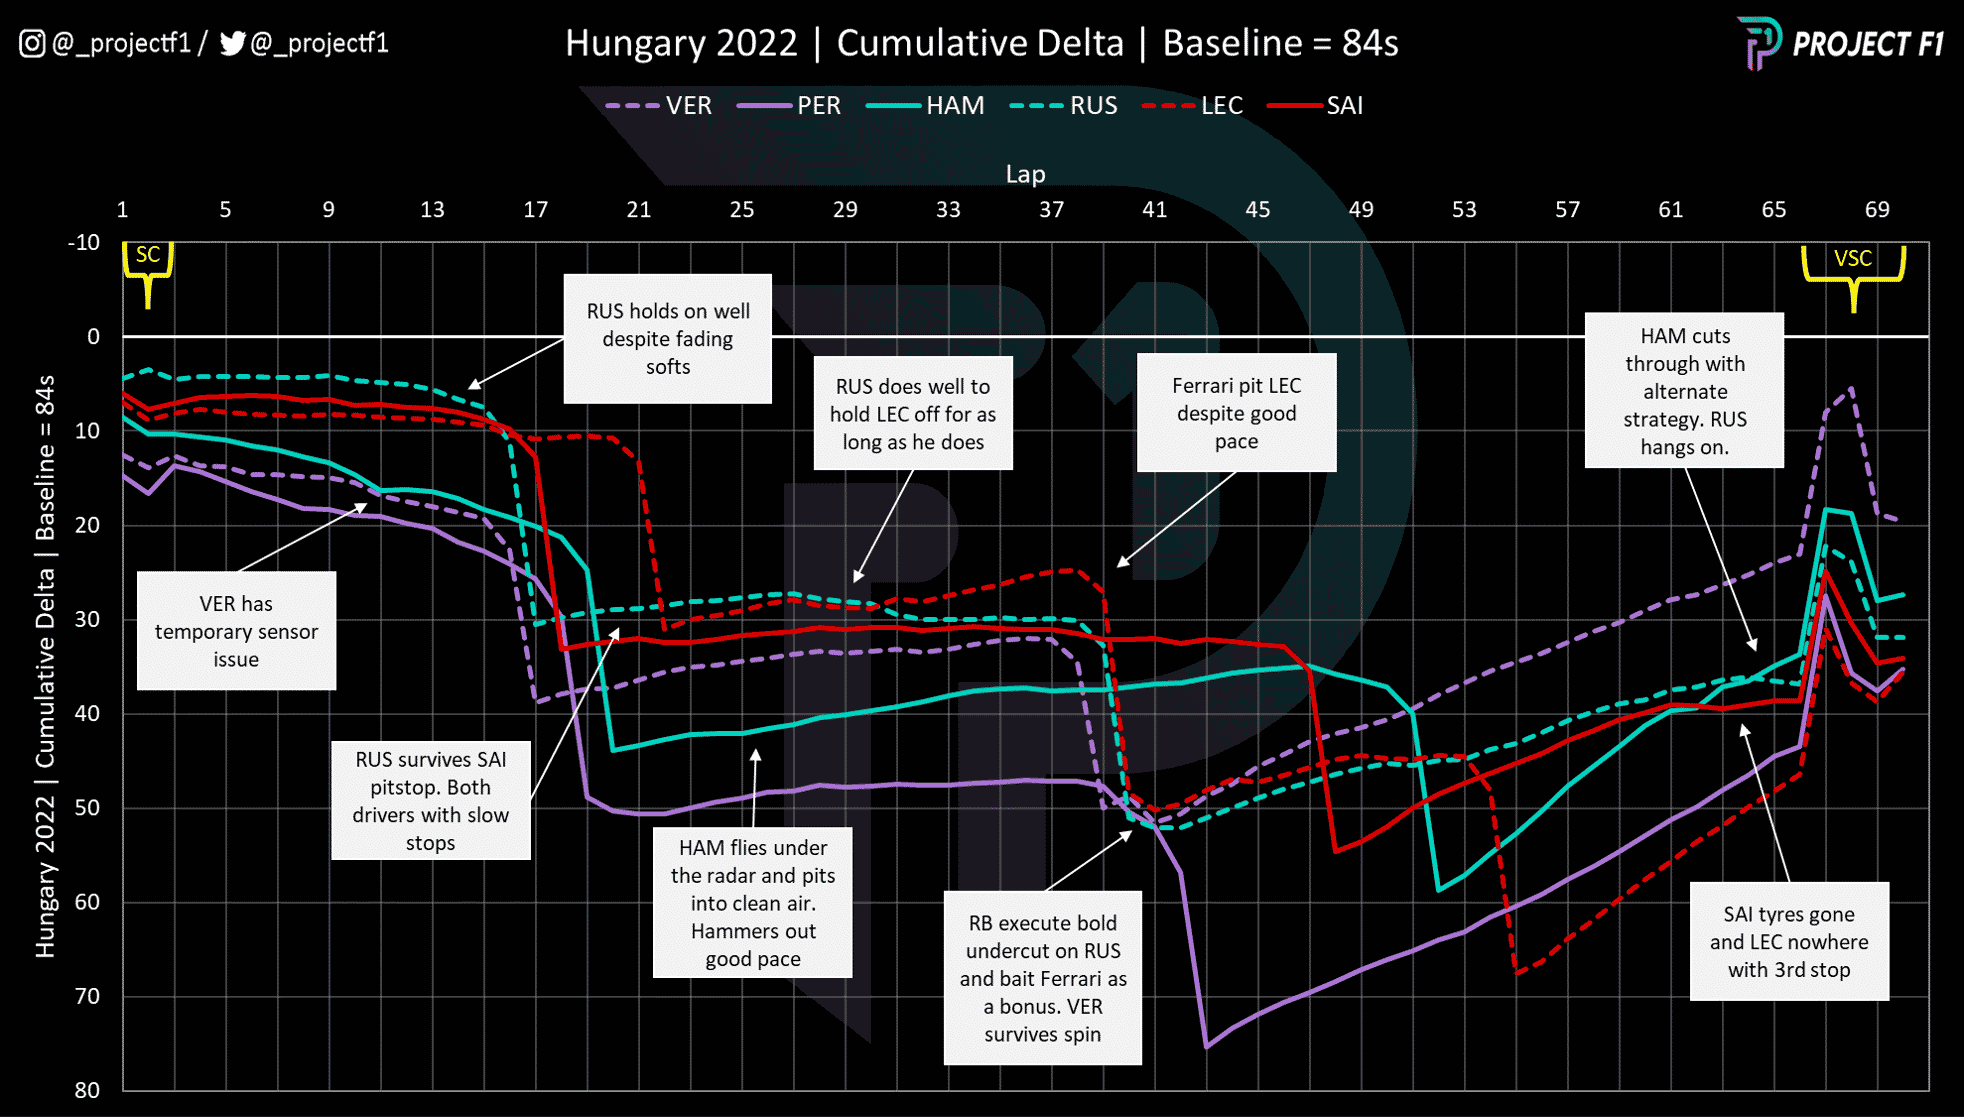 @_projectf1 / @_projectf1
Hungary 2022 | Cumulative Delta | Baseline = 84s
PROJECT F1
VER PER HAM RUS LEC SAI
Lap
1 5 9 13 17 21 25 29 33 37 41 45 49 53 57 61 65 69
Hungary 2022 | Cumulative Delta | Baseline = 84s
-10
0
10
20
30
40
50
60
70
80
SC
VSC
RUS holds on well
despite fading
softs
RUS does well to
hold LEC off for as
long as he does
Ferrari pit LEC
despite good
pace
HAM cuts
through with
alternate
strategy. RUS
hangs on.
VER has
temporary sensor
issue
RUS survives SAI
pitstop. Both
drivers with slow
stops
HAM flies under
the radar and pits
into clean air.
Hammers out
good pace
RB execute bold
undercut on RUS
and bait Ferrari as
a bonus. VER
survives spin
SAI tyres gone
and LEC nowhere
with 3rd stop